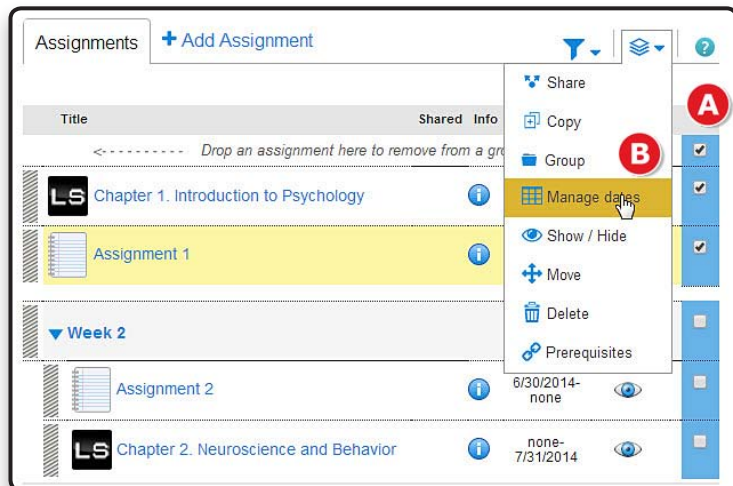 Assignments + Add Assignment ?
Share
A
Title Shared Info
Copy
<---------- Drop an assignment here to remove from a gr
Group B
LS Chapter 1. Introduction to Psychology i
Manage dates
Assignment 1 i
Show / Hide
Move
Delete
Week 2
Prerequisites
Assignment 2 i 6/30/2014-
none
LS Chapter 2. Neuroscience and Behavior i none-
7/31/2014